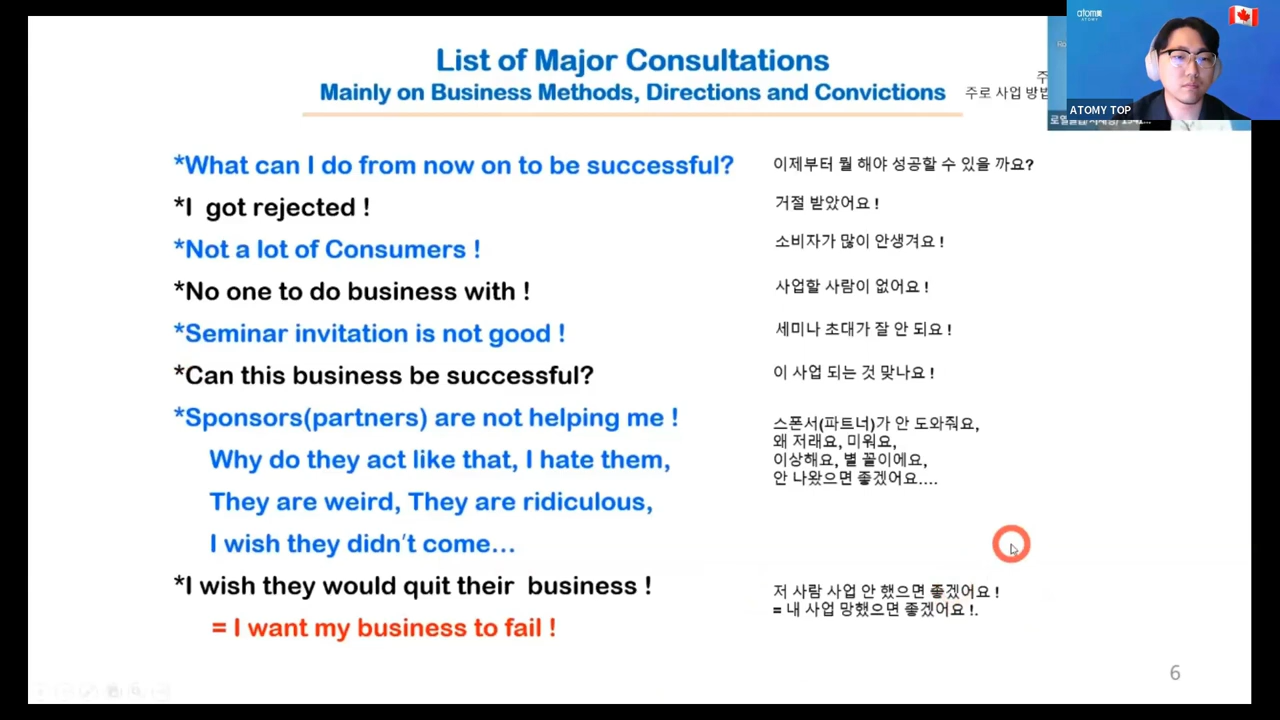 List of Major Consultations
Mainly on Business Methods, Directions and Convictions
주
주로 사업 방법
atom美
ATOMY
ATOMY TOP
*What can I do from now on to be successful?
이제부터 뭘 해야 성공할 수 있을 까요?
*I got rejected !
거절 받았어요 !
*Not a lot of Consumers !
소비자가 많이 안생겨요 !
*No one to do business with !
사업할 사람이 없어요 !
*Seminar invitation is not good !
세미나 초대가 잘 안 되요 !
*Can this business be successful?
이 사업 되는 것 맞나요 !
*Sponsors(partners) are not helping me !
Why do they act like that, I hate them,
They are weird, They are ridiculous,
I wish they didn't come...
스폰서(파트너)가 안 도와줘요,
왜 저래요, 미워요,
이상해요, 별 꼴이에요,
안 나왔으면 좋겠어요....
*I wish they would quit their business !
= I want my business to fail !
저 사람 사업 안 했으면 좋겠어요 !
= 내 사업 망했으면 좋겠어요 !.
6